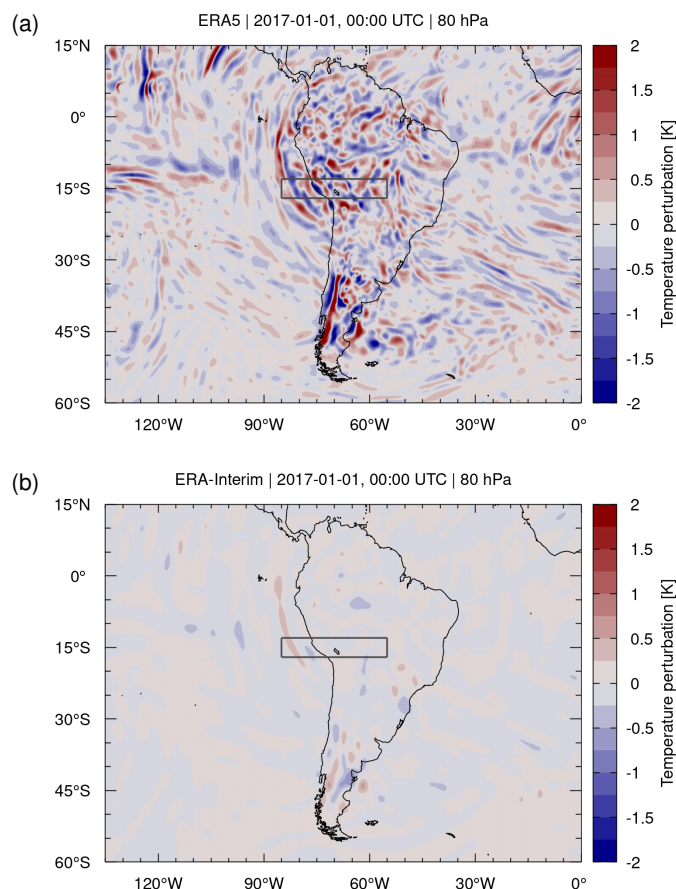 (a)
ERA5 | 2017-01-01, 00:00 UTC | 80 hPa
15°N
0°
15°S
30°S
45°S
60°S
120°W 90°W 60°W 30°W 0°
2
1.5
1
0.5
0
-0.5
-1
-1.5
-2
Temperature perturbation [K]
(b)
ERA-Interim | 2017-01-01, 00:00 UTC | 80 hPa
15°N
0°
15°S
30°S
45°S
60°S
120°W 90°W 60°W 30°W 0°
2
1.5
1
0.5
0
-0.5
-1
-1.5
-2
Temperature perturbation [K]